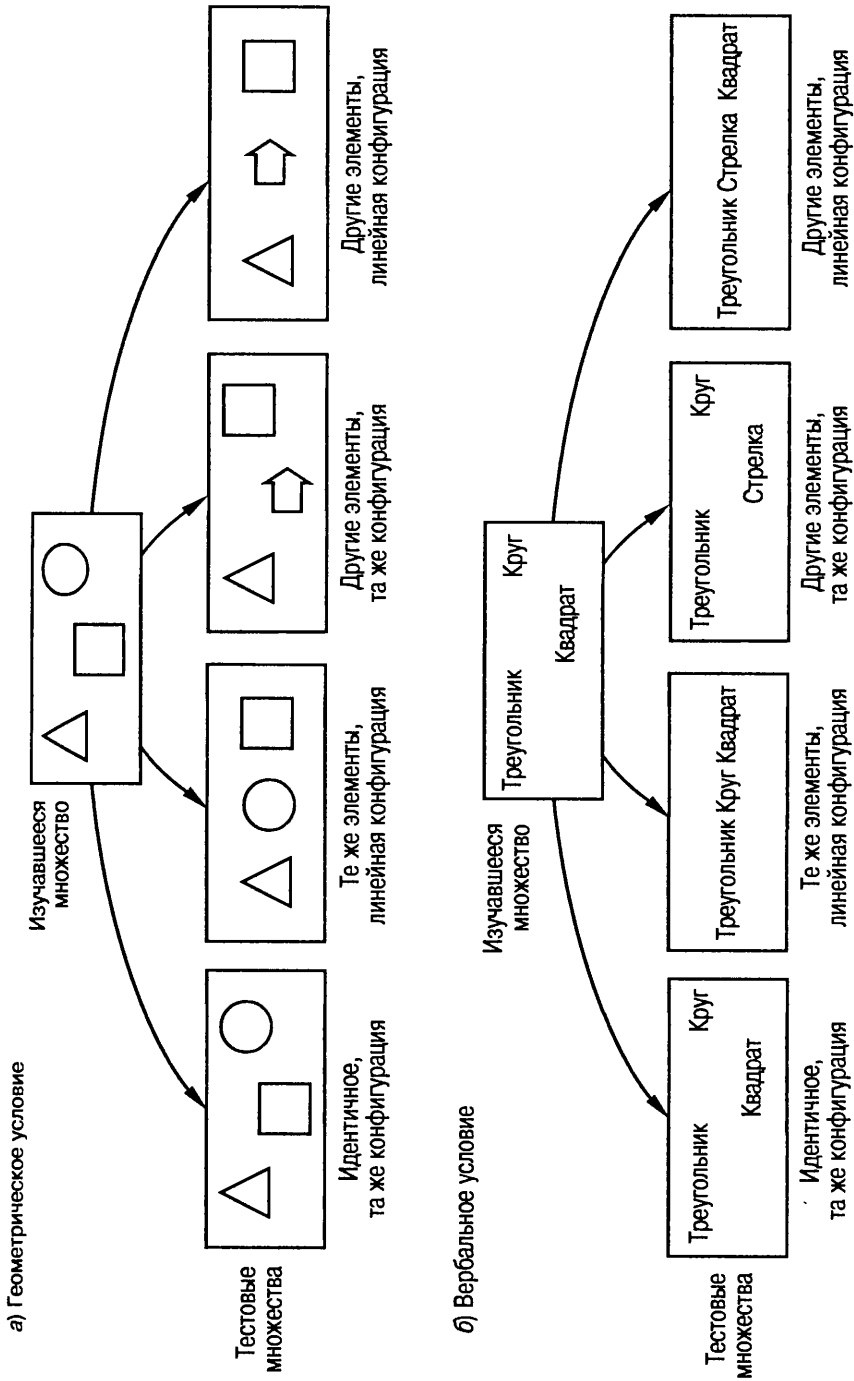 а) Геометрическое условие
Изучавшееся
множество
Тестовые
множества
Идентичное,
та же конфигурация
Те же элементы,
линейная конфигурация
Другие элементы,
та же конфигурация
Другие элементы,
линейная конфигурация
б) Вербальное условие
Изучавшееся
множество
Треугольник Круг
Квадрат
Тестовые
множества
Треугольник Круг
Квадрат
Идентичное,
та же конфигурация
Треугольник Круг Квадрат
Те же элементы,
линейная конфигурация
Треугольник Круг
Стрелка
Другие элементы,
та же конфигурация
Треугольник Стрелка Квадрат
Другие элементы,
линейная конфигурация